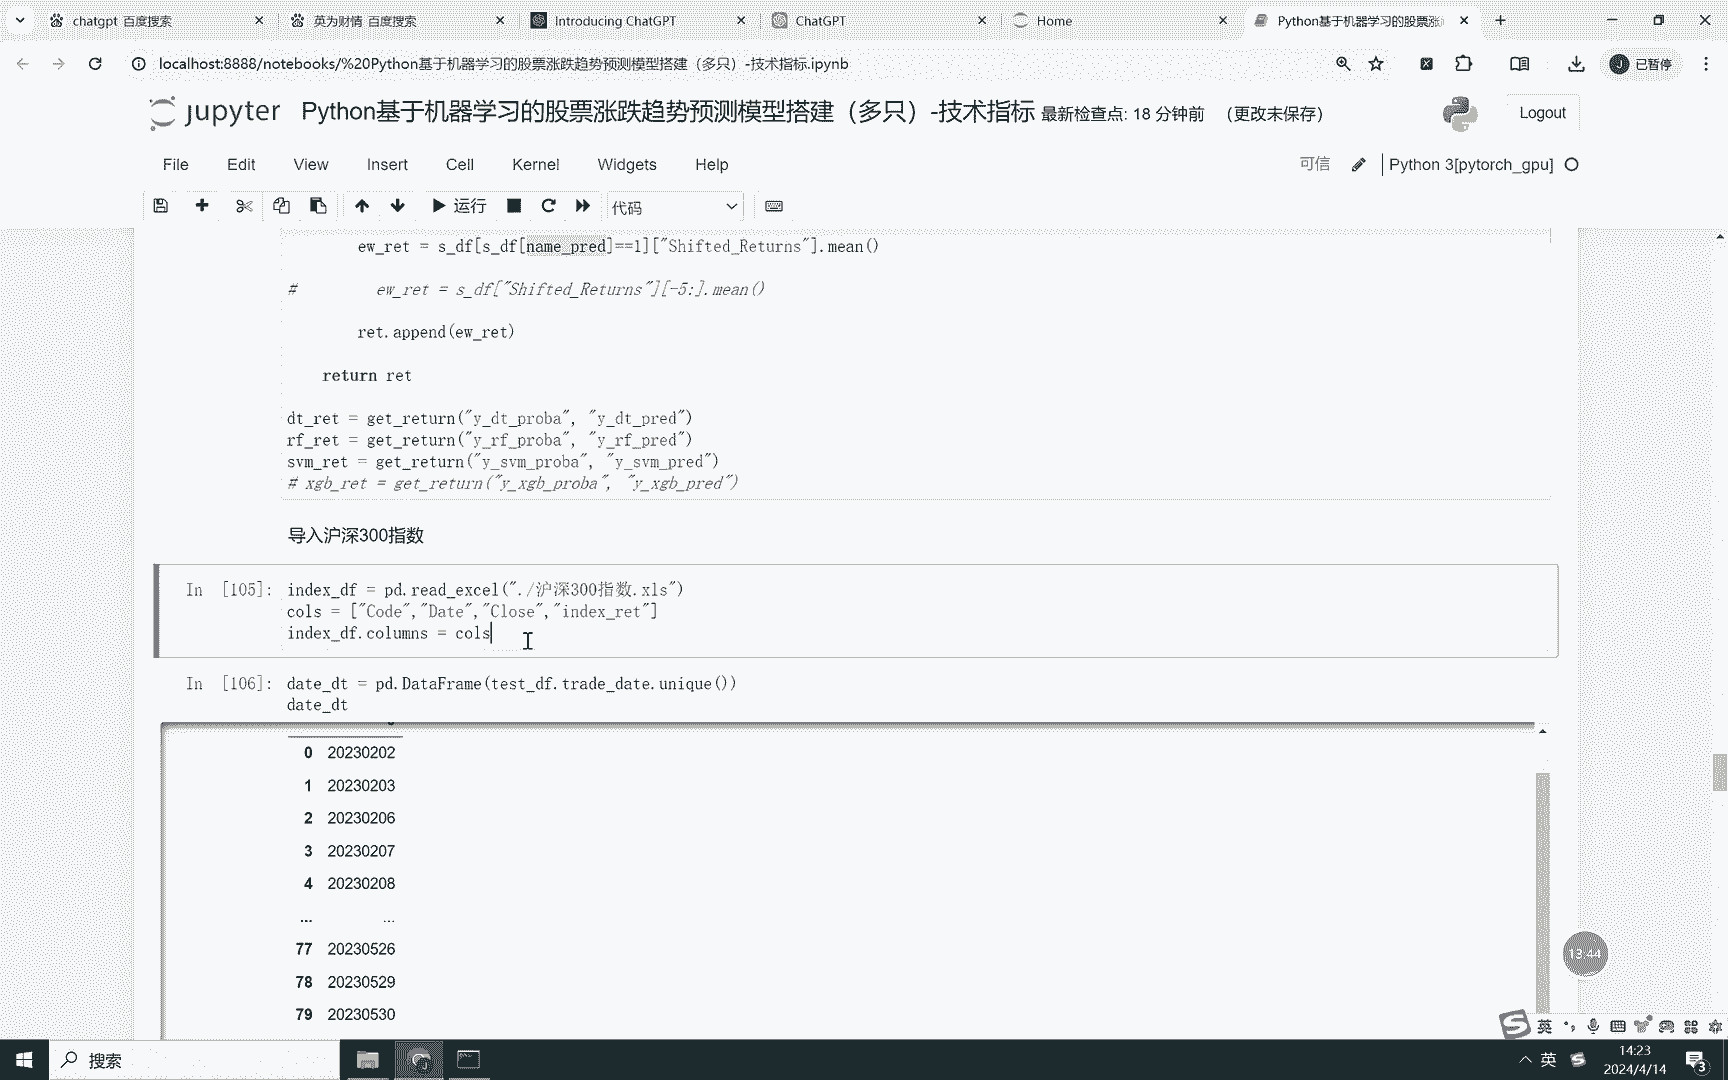 chatgpt_百度搜索
英为财情_百度搜索
Introducing ChatGPT
ChatGPT
Home
Python基于机器学习的股票涨
localhost:8888/notebooks/%20Python基于机器学习的股票涨跌趋势预测模型搭建（多只）-技术指标.ipynb
已暂停
jupyter Python基于机器学习的股票涨跌趋势预测模型搭建（多只）-技术指标 最新检查点: 18 分钟前 （更改未保存）
Logout
File Edit View Insert Cell Kernel Widgets Help
可信
Python 3[pytorch_gpu]
运行
代码
ew_ret = s_df[s_df[name_pred]==1]["Shifted_Returns"].mean()
# ew_ret = s_df["Shifted_Returns"][-5:].mean()
ret.append(ew_ret)
return ret
dt_ret = get_return("y_dt_proba", "y_dt_pred")
rf_ret = get_return("y_rf_proba", "y_rf_pred")
svm_ret = get_return("y_svm_proba", "y_svm_pred")
# xgb_ret = get_return("y_xgb_proba", "y_xgb_pred")
导入沪深300指数
In [105]: index_df = pd.read_excel("./沪深300指数.xls")
cols = ["Code","Date","Close","index_ret"]
index_df.columns = cols
In [106]: date_dt = pd.DataFrame(test_df.trade_date.unique())
date_dt
0 20230202
1 20230203
2 20230206
3 20230207
4 20230208
... ...
77 20230526
78 20230529
79 20230530
13:44
英
搜索
英
14:23
2024/4/14
3